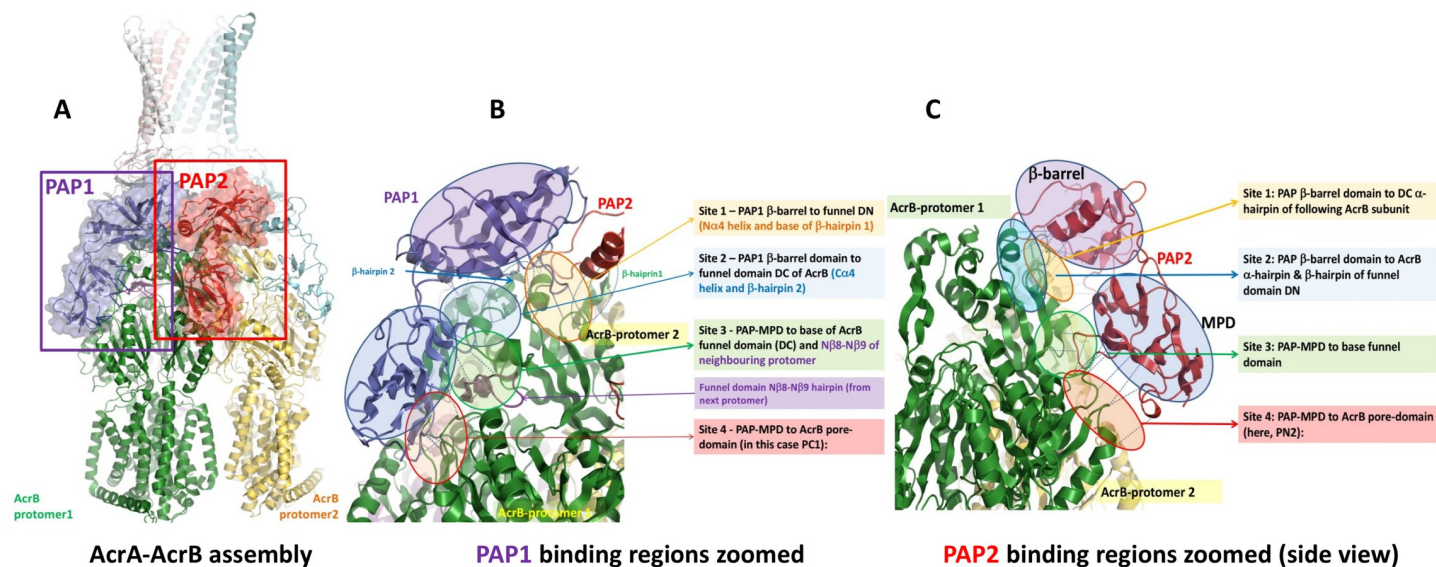 A
B
C
PAP1
PAP2
AcrB
protomer1
AcrB
protomer2
AcrA-AcrB assembly
PAP1
PAP2
β-hairpin 2
β-hairprin1
AcrB-protomer 2
AcrB-protomer
Site 1 – PAP1 β-barrel to funnel DN
(Nα4 helix and base of β-hairpin 1)
Site 2 – PAP1 β-barrel domain to
funnel domain DC of AcrB (Cα4
helix and β-hairpin 2)
Site 3 - PAP-MPD to base of AcrB
funnel domain (DC) and Nβ8-Nβ9 of
neighbouring protomer
Funnel domain Nβ8-Nβ9 hairpin (from
next protomer)
Site 4 - PAP-MPD to AcrB pore-
domain (in this case PC1):
PAP1 binding regions zoomed
β-barrel
AcrB-protomer 1
PAP2
MPD
AcrB-protomer 2
Site 1: PAP β-barrel domain to DC α-
hairpin of following AcrB subunit
Site 2: PAP β-barrel domain to AcrB
α-hairpin & β-hairpin of funnel
domain DN
Site 3: PAP-MPD to base funnel
domain
Site 4: PAP-MPD to AcrB pore-domain
(here, PN2):
PAP2 binding regions zoomed (side view)